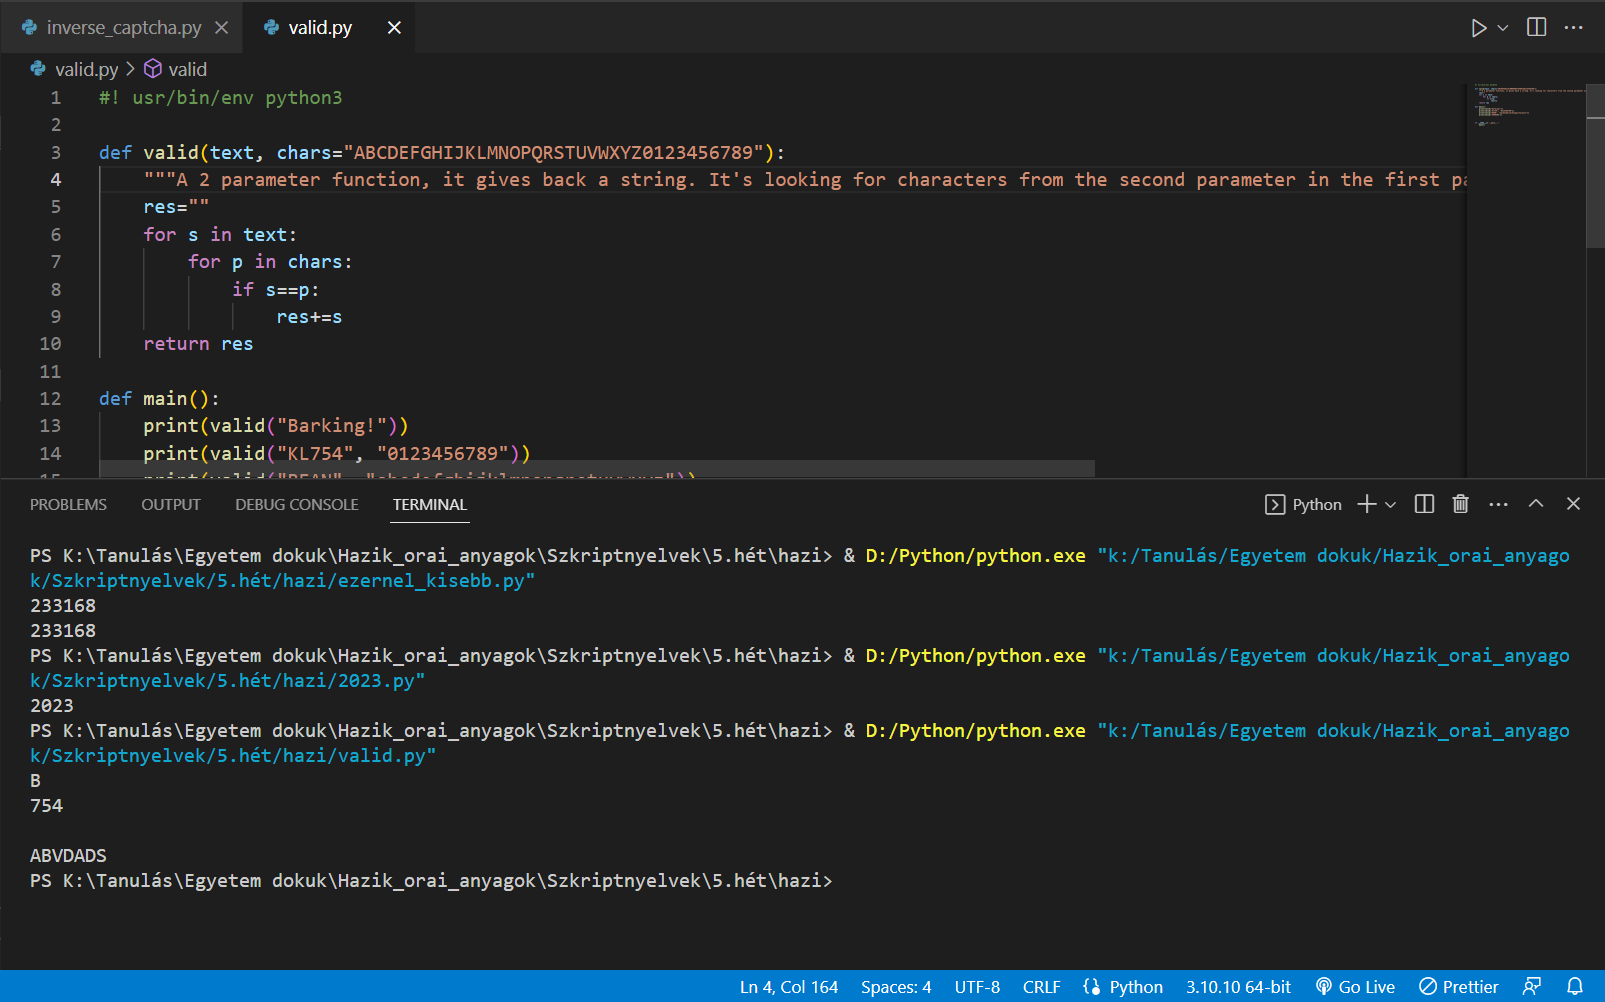 inverse_captcha.py
valid.py
valid.py > valid
1 #! usr/bin/env python3
2
3 def valid(text, chars="ABCDEFGHIJKLMNOPQRSTUVWXYZ0123456789"):
4 """A 2 parameter function, it gives back a string. It's looking for characters from the second parameter in the first pa
5 res=""
6 for s in text:
7 for p in chars:
8 if s==p:
9 res+=s
10 return res
11
12 def main():
13 print(valid("Barking!"))
14 print(valid("KL754", "0123456789"))
15 print(valid("BEAN", "abcdefghijklmnopqrstuvwxyz"))
PROBLEMS OUTPUT DEBUG CONSOLE TERMINAL Python
PS K:\Tanulás\Egyetem dokuk\Hazik_orai_anyagok\Szkriptnyelvek\5.hét\hazi> & D:/Python/python.exe "k:/Tanulás/Egyetem dokuk/Hazik_orai_anyago
k/Szkriptnyelvek/5.hét/hazi/ezernel_kisebb.py"
233168
233168
PS K:\Tanulás\Egyetem dokuk\Hazik_orai_anyagok\Szkriptnyelvek\5.hét\hazi> & D:/Python/python.exe "k:/Tanulás/Egyetem dokuk/Hazik_orai_anyago
k/Szkriptnyelvek/5.hét/hazi/2023.py"
2023
PS K:\Tanulás\Egyetem dokuk\Hazik_orai_anyagok\Szkriptnyelvek\5.hét\hazi> & D:/Python/python.exe "k:/Tanulás/Egyetem dokuk/Hazik_orai_anyago
k/Szkriptnyelvek/5.hét/hazi/valid.py"
B
754

ABVDADS
PS K:\Tanulás\Egyetem dokuk\Hazik_orai_anyagok\Szkriptnyelvek\5.hét\hazi>
Ln 4, Col 164 Spaces: 4 UTF-8 CRLF Python 3.10.10 64-bit Go Live Prettier